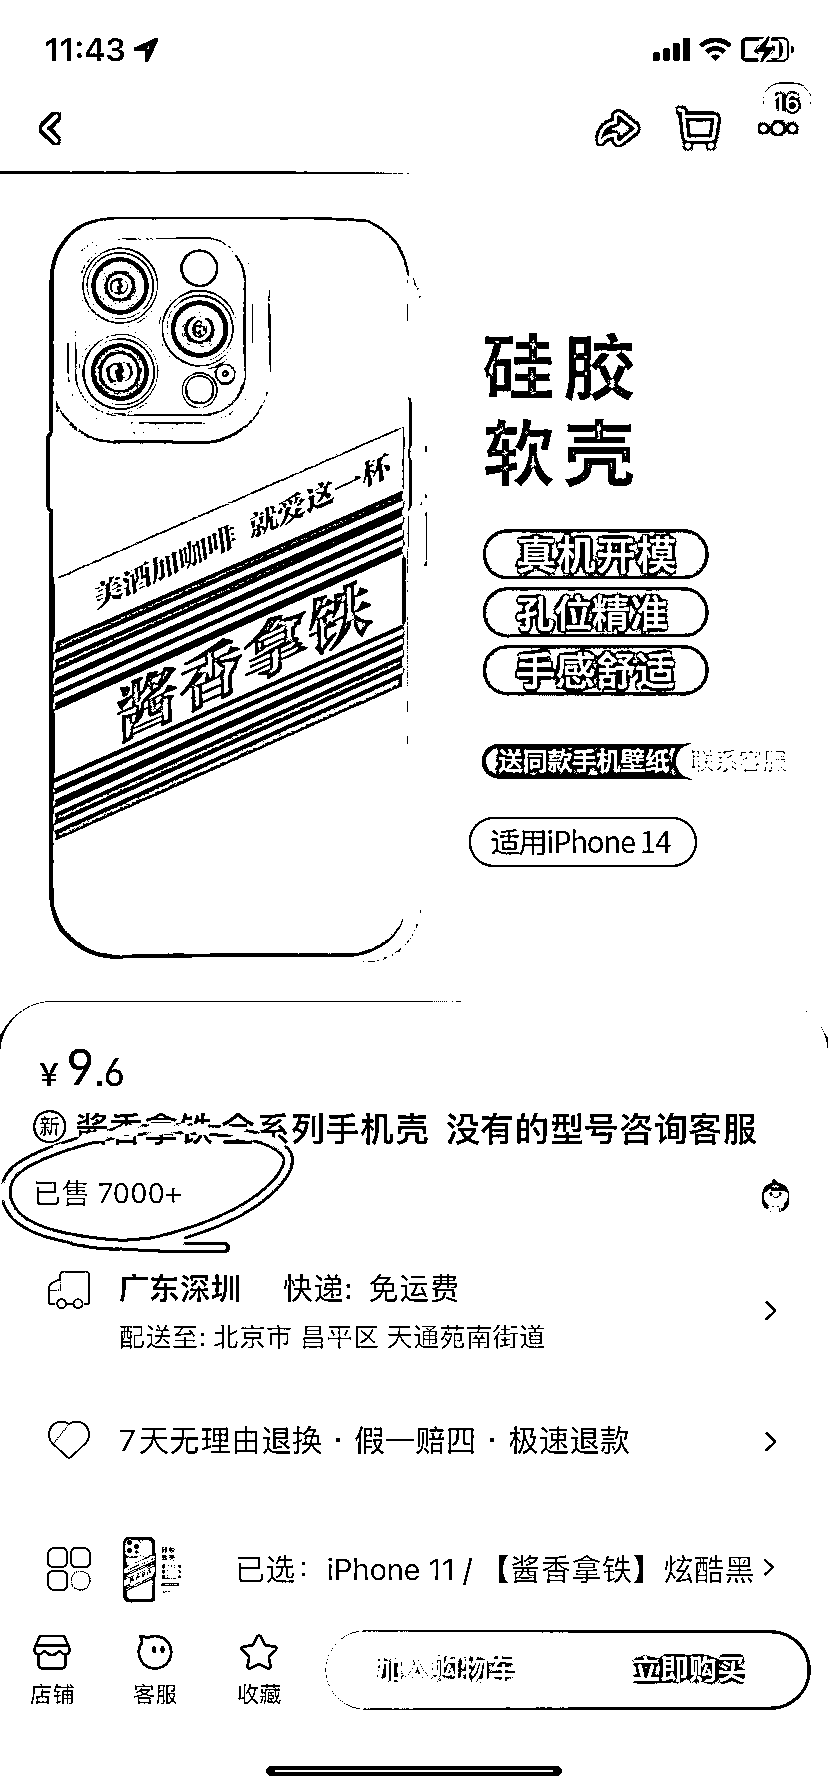 11:43
16
硅胶
软壳
美酒加咖啡 就爱这一杯
酱香拿铁
真机开模
孔位精准
手感舒适
送同款手机壁纸 联系客服
适用iPhone 14
¥9.6
新 酱香拿铁 全系列手机壳 没有的型号咨询客服
已售 7000+
广东深圳 快递: 免运费
配送至: 北京市 昌平区 天通苑南街道
7天无理由退换 · 假一赔四 · 极速退款
已选: iPhone 11 / 【酱香拿铁】炫酷黑
店铺
客服
收藏
加入购物车
立即购买